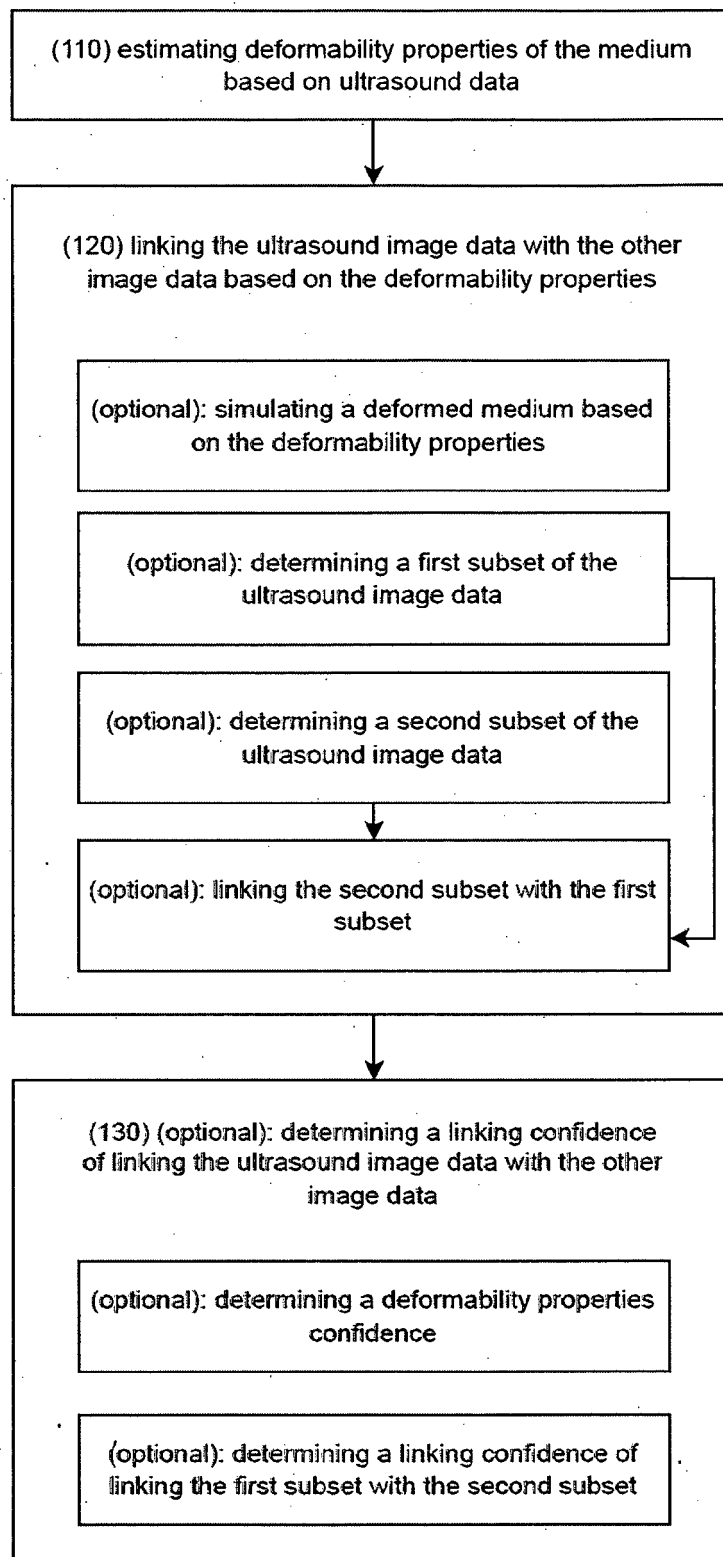 (110) estimating deformability properties of the medium
based on ultrasound data
(120) linking the ultrasound image data with the other
image data based on the deformability properties
(optional): simulating a deformed medium based
on the deformability properties
(optional): determining a first subset of the
ultrasound image data
(optional): determining a second subset of the
ultrasound image data
(optional): linking the second subset with the first
subset
(130) (optional): determining a linking confidence
of linking the ultrasound image data with the other
image data
(optional): determining a deformability properties
confidence
(optional): determining a linking confidence of
linking the first subset with the second subset